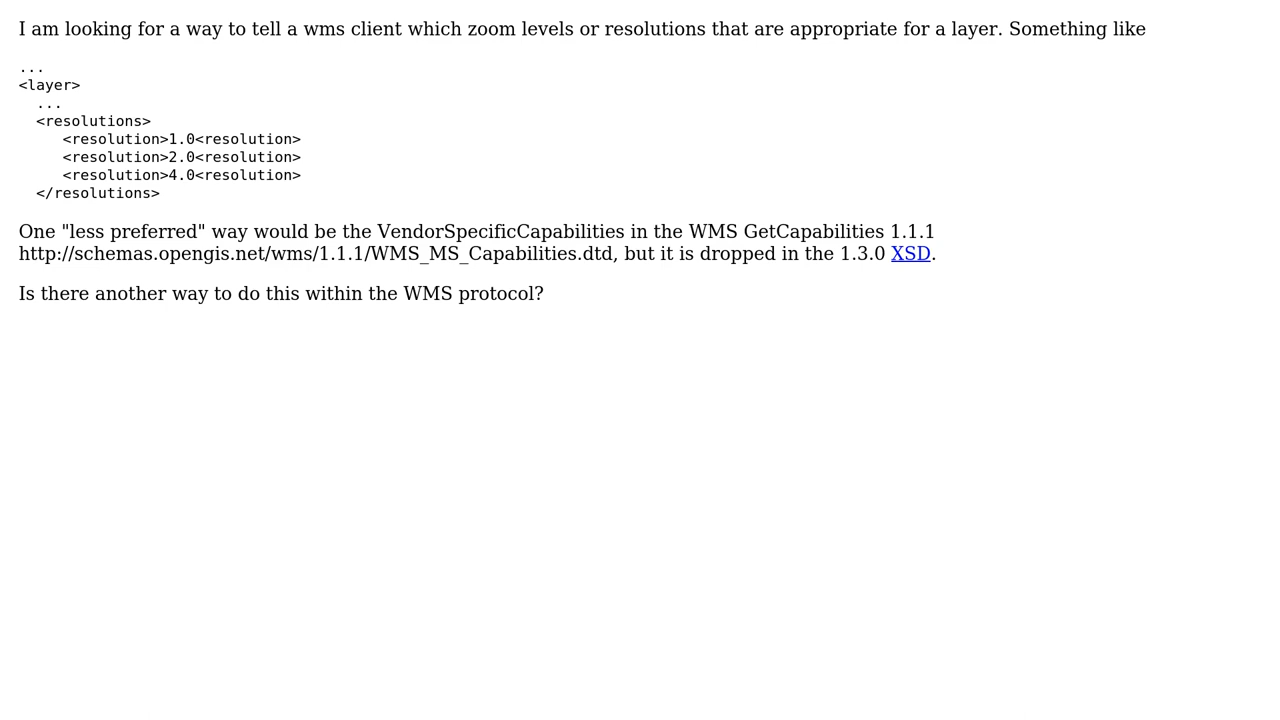 I am looking for a way to tell a wms client which zoom levels or resolutions that are appropriate for a layer. Something like
...
<layer>
  ...
  <resolutions>
     <resolution>1.0<resolution>
     <resolution>2.0<resolution>
     <resolution>4.0<resolution>
  </resolutions>
One "less preferred" way would be the VendorSpecificCapabilities in the WMS GetCapabilities 1.1.1
http://schemas.opengis.net/wms/1.1.1/WMS_MS_Capabilities.dtd, but it is dropped in the 1.3.0 XSD.
Is there another way to do this within the WMS protocol?